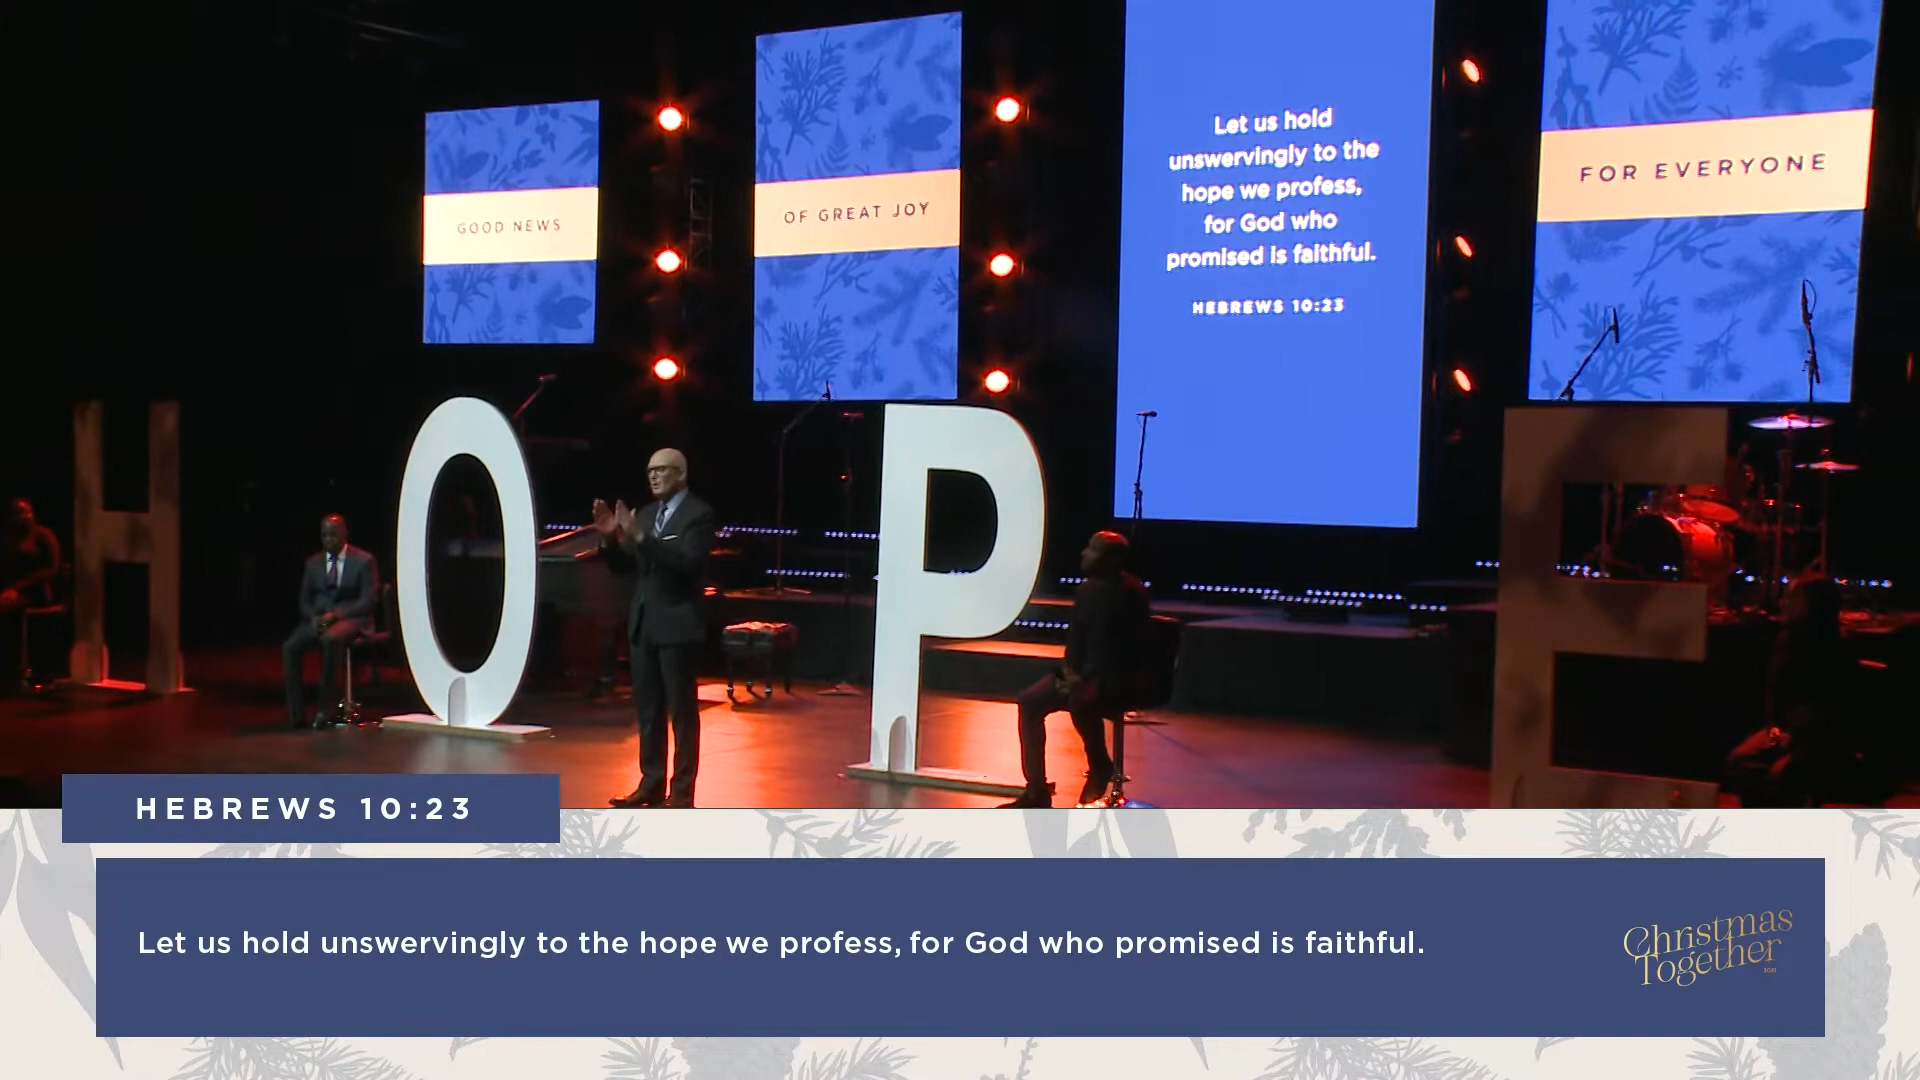 GOOD NEWS
OF GREAT JOY
Let us hold
unswervingly to the
hope we profess,
for God who
promised is faithful.
HEBREWS 10:23
FOR EVERYONE
HOPE
HEBREWS 10:23
Let us hold unswervingly to the hope we profess, for God who promised is faithful.
Christmas
Together
2021